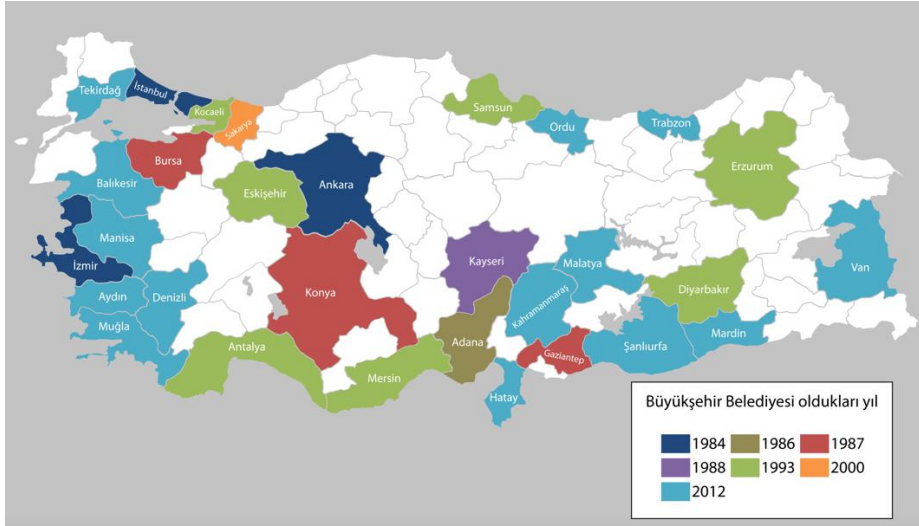 Tekirdağ
İstanbul
Kocaeli
Sakarya
Samsun
Ordu
Trabzon
Bursa
Erzurum
Balıkesir
Eskişehir
Ankara
Manisa
İzmir
Kayseri
Malatya
Van
Aydın
Denizli
Konya
Kahramanmaraş
Diyarbakır
Muğla
Antalya
Adana
Gaziantep
Şanlıurfa
Mardin
Mersin
Hatay
Büyükşehir Belediyesi oldukları yıl
1984 1986 1987
1988 1993 2000
2012